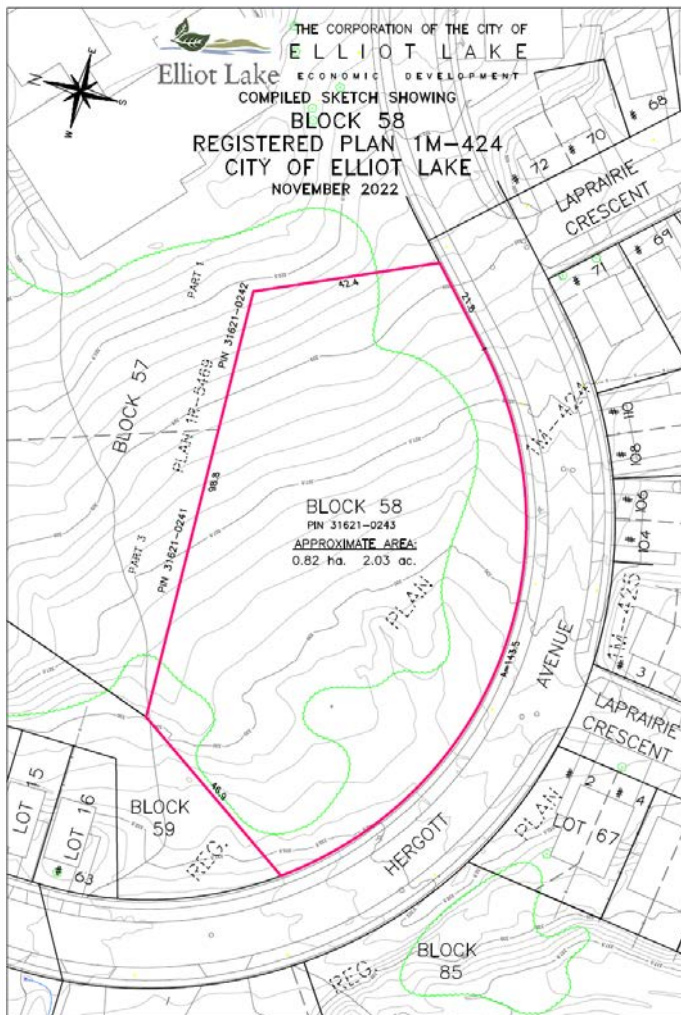 THE CORPORATION OF THE CITY OF
ELLIOT LAKE
Elliot Lake
ECONOMIC DEVELOPMENT
COMPILED SKETCH SHOWING
BLOCK 58
REGISTERED PLAN 1M-424
CITY OF ELLIOT LAKE
NOVEMBER 2022
N
E
S
W
# 68
# 70
# 72
LAPRAIRIE
CRESCENT
# 69
# 71
PART 1
PIN 31621-0242
42.4
21.8
BLOCK 57
PLAN 1R-5469
1M-424
# 110
# 108
98.8
BLOCK 58
PIN 31621-0243
APPROXIMATE AREA:
0.82 ha. 2.03 ac.
# 106
# 104
PART 3
PIN 31621-0241
PLAN
1M-425
# 3
AVENUE
A=143.5
LAPRAIRIE
CRESCENT
LOT 15
LOT 16
# 63
BLOCK
59
46.9
REG.
HERGOTT
PLAN
# 2
# 4
LOT 67
BLOCK
85
REG.